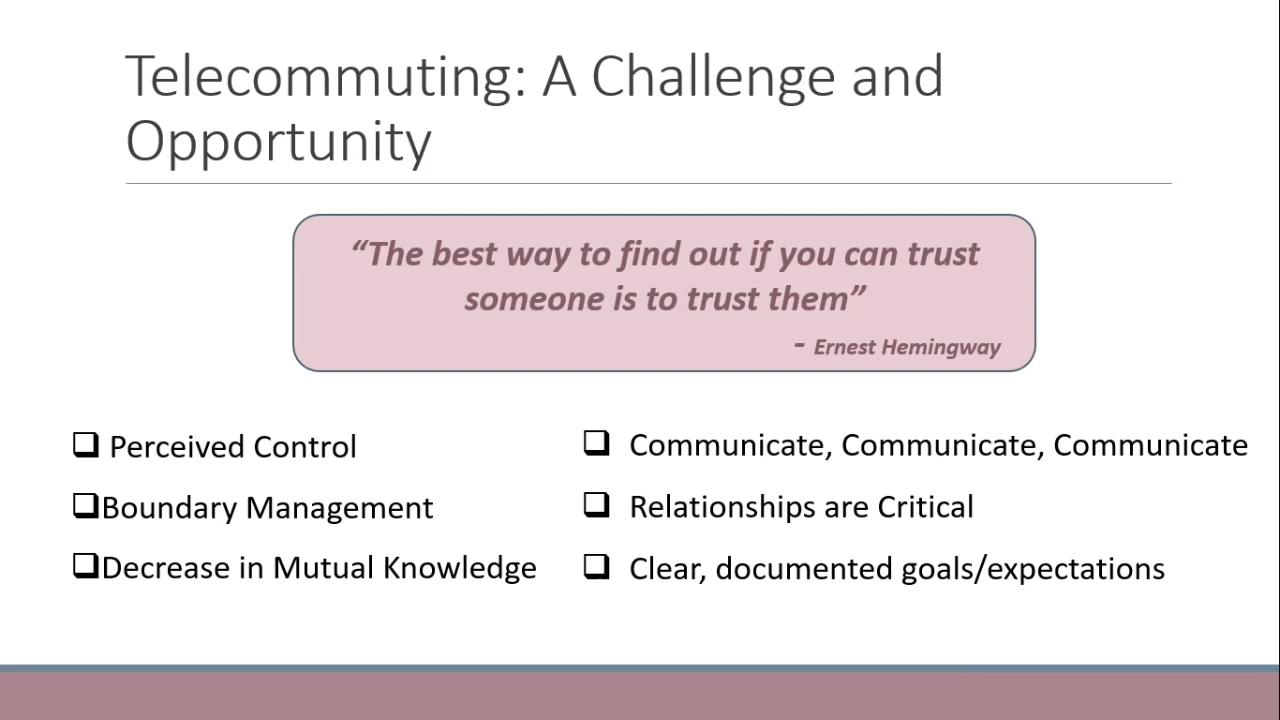 Telecommuting: A Challenge and
Opportunity
“The best way to find out if you can trust
someone is to trust them”
- Ernest Hemingway
❑ Perceived Control
❑Boundary Management
❑Decrease in Mutual Knowledge
❑ Communicate, Communicate, Communicate
❑ Relationships are Critical
❑ Clear, documented goals/expectations